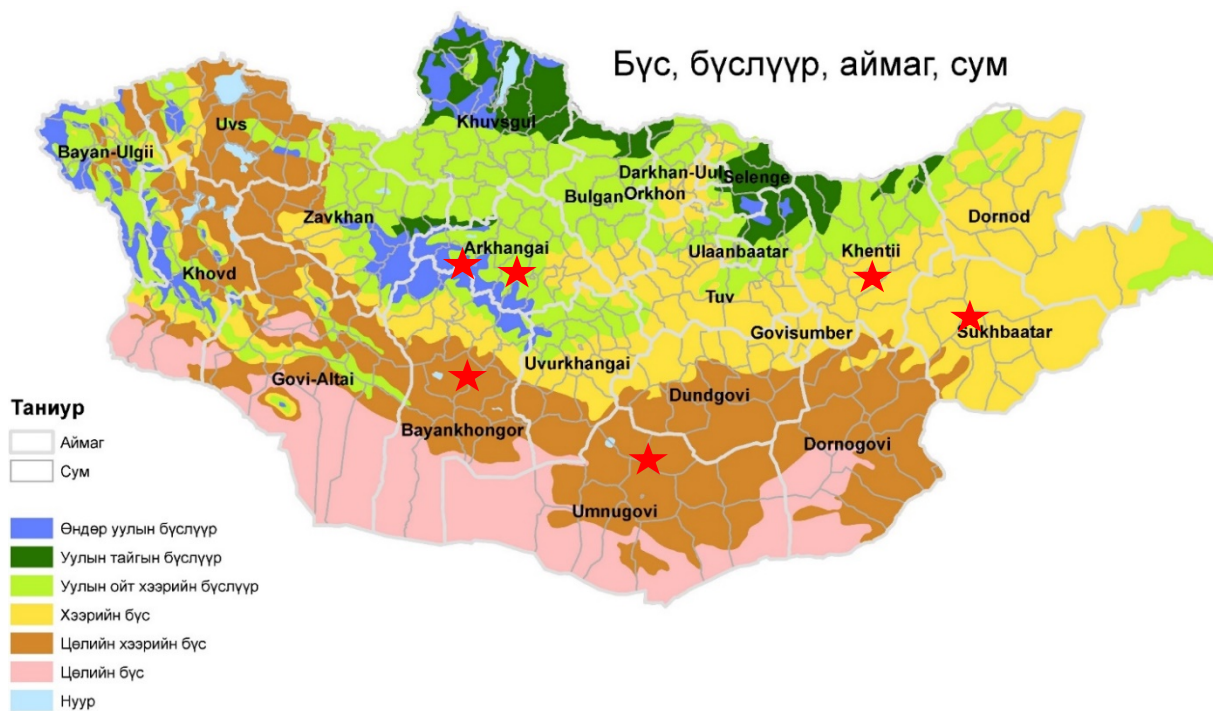 Бүс, бүслүүр, аймаг, сум
Khuvsgul
Uvs
Bayan-Ulgii
Darkhan-Uul
Selenge
Bulgan
Orkhon
Zavkhan
Dornod
Arkhangai
Ulaanbaatar
Khentii
Khovd
Tuv
Govisumber
Sukhbaatar
Uvurkhangai
Govi-Altai
Dundgovi
Bayankhongor
Dornogovi
Umnugovi
Таниур
Аймаг
Сум
Өндөр уулын бүслүүр
Уулын тайгын бүслүүр
Уулын ойт хээрийн бүслүүр
Хээрийн бүс
Цөлийн хээрийн бүс
Цөлийн бүс
Нуур